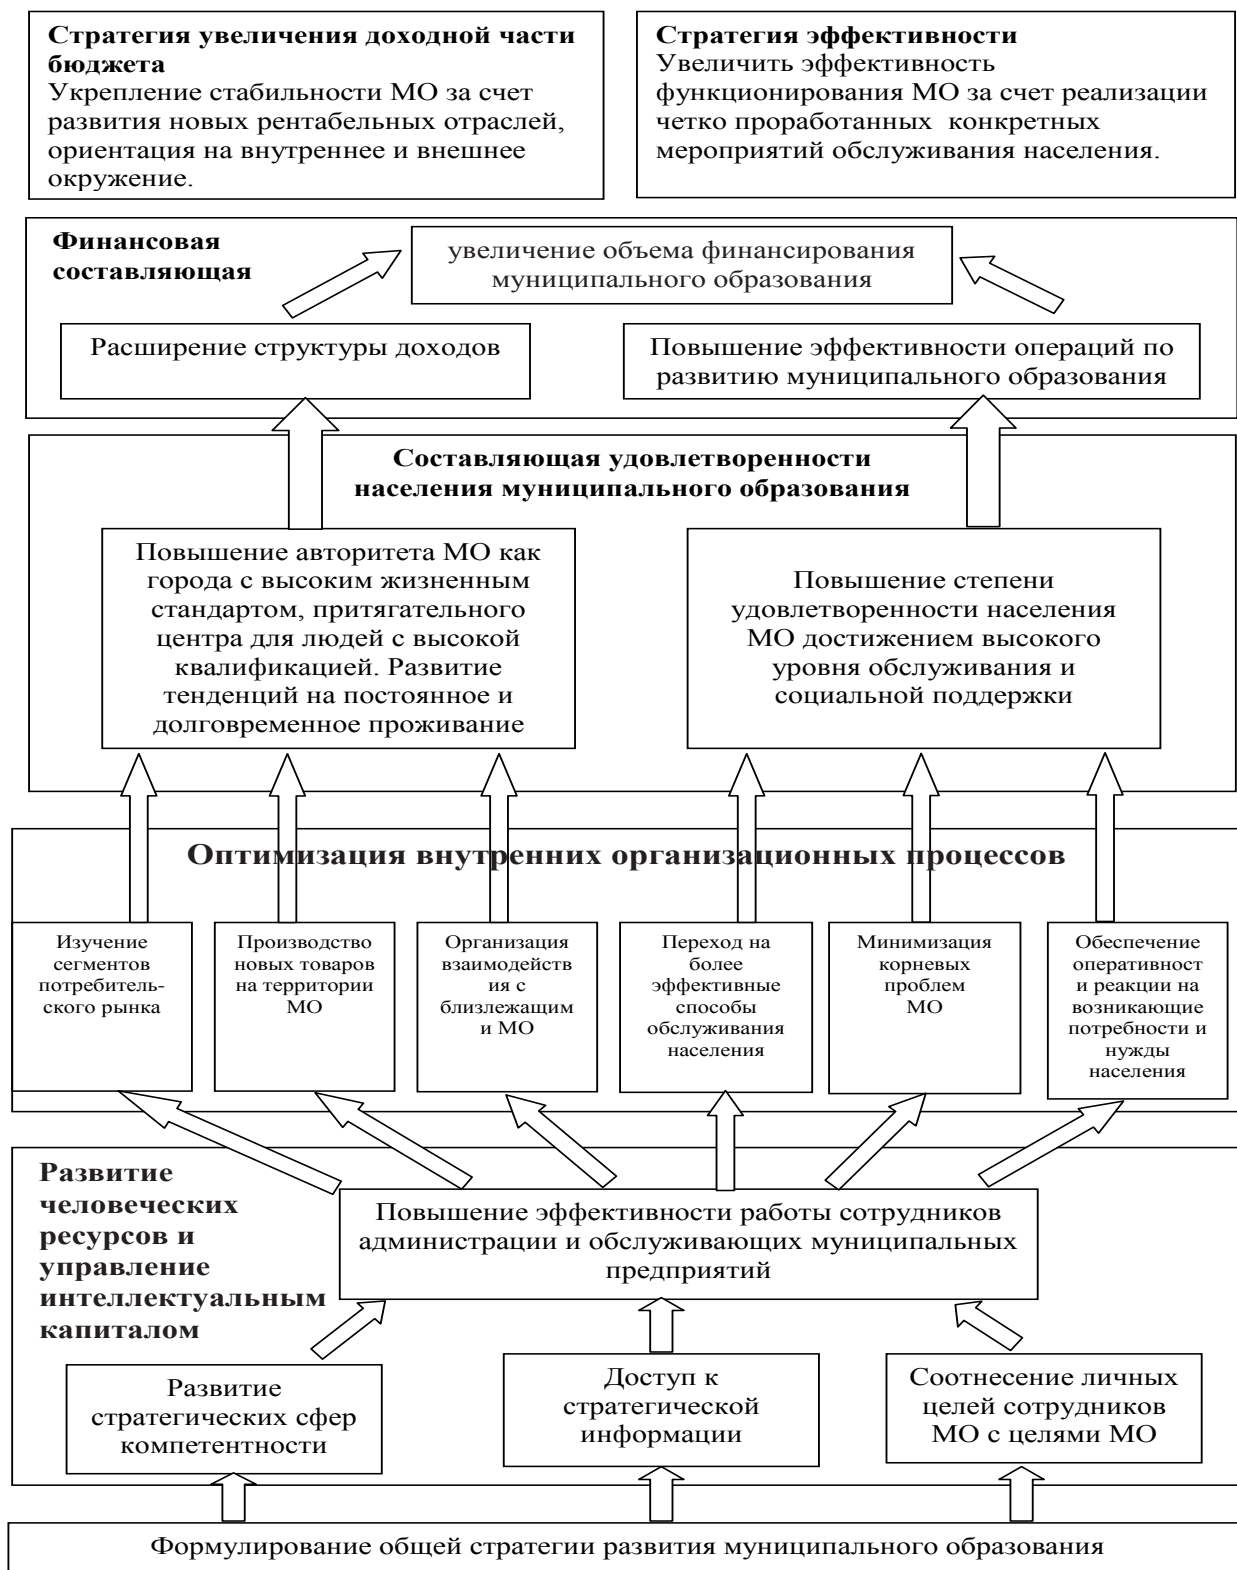 Стратегия увеличения доходной части
бюджета
Укрепление стабильности МО за счет
развития новых рентабельных отраслей,
ориентация на внутреннее и внешнее
окружение.
Стратегия эффективности
Увеличить эффективность
функционирования МО за счет реализации
четко проработанных конкретных
мероприятий обслуживания населения.
Финансовая
составляющая
увеличение объема финансирования
муниципального образования
Расширение структуры доходов
Повышение эффективности операций по
развитию муниципального образования
Составляющая удовлетворенности
населения муниципального образования
Повышение авторитета МО как
города с высоким жизненным
стандартом, притягательного
центра для людей с высокой
квалификацией. Развитие
тенденций на постоянное и
долговременное проживание
Повышение степени
удовлетворенности населения
МО достижением высокого
уровня обслуживания и
социальной поддержки
Оптимизация внутренних организационных процессов
Изучение
сегментов
потребитель-
ского рынка
Производство
новых товаров
на территории
МО
Организация
взаимодейств
ия с
близлежащим
и МО
Переход на
более
эффективные
способы
обслуживания
населения
Минимизация
корневых
проблем
МО
Обеспечение
оперативност
и реакции на
возникающие
потребности и
нужды
населения
Развитие
человеческих
ресурсов и
управление
интеллектуальным
капиталом
Повышение эффективности работы сотрудников
администрации и обслуживающих муниципальных
предприятий
Развитие
стратегических сфер
компетентности
Доступ к
стратегической
информации
Соотнесение личных
целей сотрудников
МО с целями МО
Формулирование общей стратегии развития муниципального образования